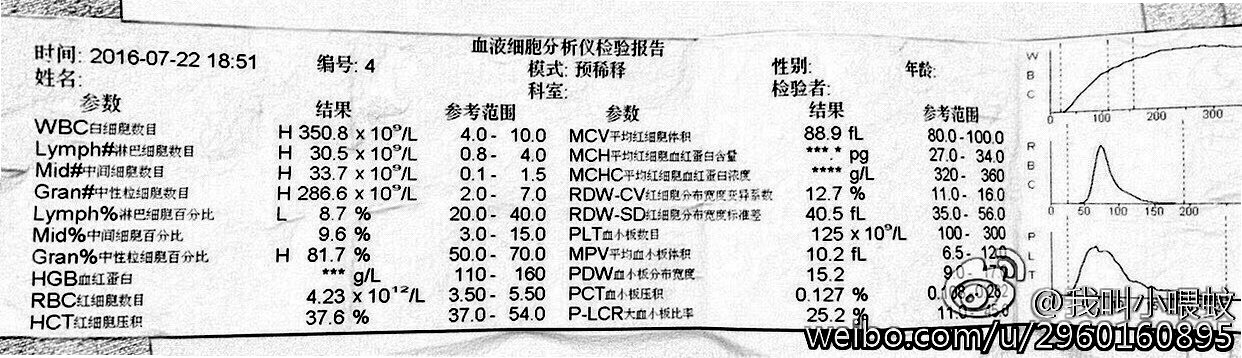 血液细胞分析仪检验报告
时间: 2016-07-22 18:51 编号: 4 模式: 预稀释 性别: 年龄:
姓名: 科室: 检验者:
参数 结果 参考范围 参数 结果 参考范围
WBC白细胞数目 H 350.8 x 10^9/L 4.0 - 10.0 MCV平均红细胞体积 88.9 fL 80.0-100.0
Lymph#淋巴细胞数目 H 30.5 x 10^9/L 0.8 - 4.0 MCH平均红细胞血红蛋白含量 ***.* pg 27.0 - 34.0
Mid#中间细胞数目 H 33.7 x 10^9/L 0.1 - 1.5 MCHC平均红细胞血红蛋白浓度 **** g/L 320 - 360
Gran#中性粒细胞数目 H 286.6 x 10^9/L 2.0 - 7.0 RDW-CV红细胞分布宽度变异系数 12.7 % 11.0 - 16.0
Lymph%淋巴细胞百分比 L 8.7 % 20.0 - 40.0 RDW-SD红细胞分布宽度标准差 40.5 fL 35.0 - 56.0
Mid%中间细胞百分比 9.6 % 3.0 - 15.0 PLT血小板数目 125 x 10^9/L 100 - 300
Gran%中性粒细胞百分比 H 81.7 % 50.0 - 70.0 MPV平均血小板体积 10.2 fL 6.5 - 12.0
HGB血红蛋白 *** g/L 110 - 160 PDW血小板分布宽度 15.2 9.0 -
RBC红细胞数目 4.23 x 10^12/L 3.50 - 5.50 PCT血小板压积 0.127 %
HCT红细胞压积 37.6 % 37.0 - 54.0 P-LCR大血小板比率 25.2 % 11.0 -
WBC
100 200 300
RBC
0 50 100 150 200
PLT
@我叫小喂蚁
weibo.com/u/2960160895